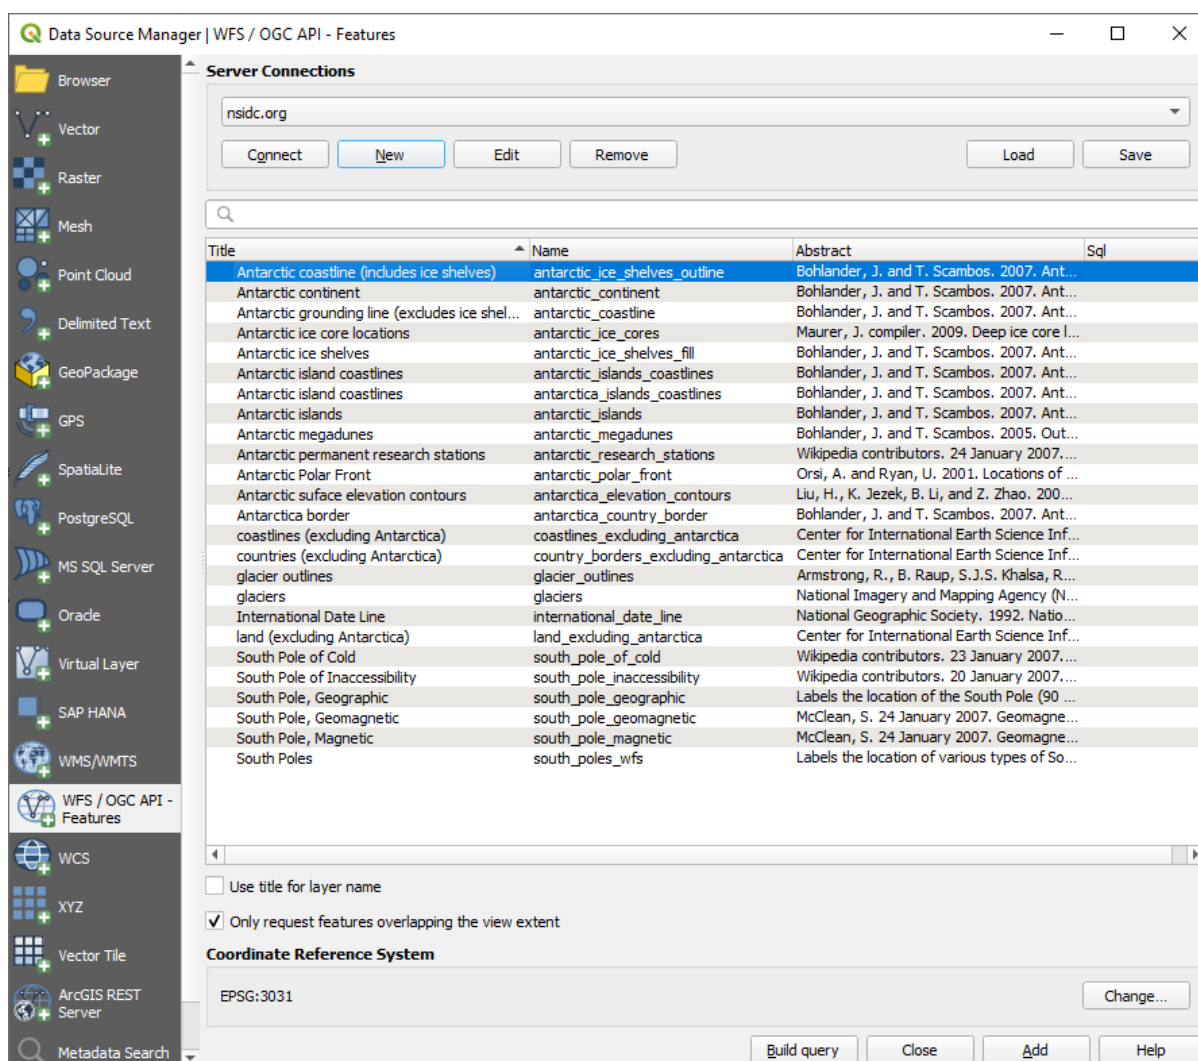 Data Source Manager | WFS / OGC API - Features
Browser
Vector
Raster
Mesh
Point Cloud
Delimited Text
GeoPackage
GPS
SpatiaLite
PostgreSQL
MS SQL Server
Oracle
Virtual Layer
SAP HANA
WMS/WMTS
WFS / OGC API -
Features
WCS
XYZ
Vector Tile
ArcGIS REST
Server
Metadata Search
Server Connections
nsidc.org
Connect New Edit Remove Load Save
Title Name Abstract Sql
Antarctic coastline (includes ice shelves) antarctic_ice_shelves_outline Bohlander, J. and T. Scambos. 2007. Ant...
Antarctic continent antarctic_continent Bohlander, J. and T. Scambos. 2007. Ant...
Antarctic grounding line (excludes ice shel... antarctic_coastline Bohlander, J. and T. Scambos. 2007. Ant...
Antarctic ice core locations antarctic_ice_cores Maurer, J. compiler. 2009. Deep ice core l...
Antarctic ice shelves antarctic_ice_shelves_fill Bohlander, J. and T. Scambos. 2007. Ant...
Antarctic island coastlines antarctic_islands_coastlines Bohlander, J. and T. Scambos. 2007. Ant...
Antarctic island coastlines antarctica_islands_coastlines Bohlander, J. and T. Scambos. 2007. Ant...
Antarctic islands antarctic_islands Bohlander, J. and T. Scambos. 2007. Ant...
Antarctic megadunes antarctic_megadunes Bohlander, J. and T. Scambos. 2005. Out...
Antarctic permanent research stations antarctic_research_stations Wikipedia contributors. 24 January 2007....
Antarctic Polar Front antarctic_polar_front Orsi, A. and Ryan, U. 2001. Locations of ...
Antarctic suface elevation contours antarctica_elevation_contours Liu, H., K. Jezek, B. Li, and Z. Zhao. 200...
Antarctica border antarctica_country_border Bohlander, J. and T. Scambos. 2007. Ant...
coastlines (excluding Antarctica) coastlines_excluding_antarctica Center for International Earth Science Inf...
countries (excluding Antarctica) country_borders_excluding_antarctica Center for International Earth Science Inf...
glacier outlines glacier_outlines Armstrong, R., B. Raup, S.J.S. Khalsa, R...
glaciers glaciers National Imagery and Mapping Agency (N...
International Date Line international_date_line National Geographic Society. 1992. Natio...
land (excluding Antarctica) land_excluding_antarctica Center for International Earth Science Inf...
South Pole of Cold south_pole_of_cold Wikipedia contributors. 23 January 2007....
South Pole of Inaccessibility south_pole_inaccessibility Wikipedia contributors. 20 January 2007....
South Pole, Geographic south_pole_geographic Labels the location of the South Pole (90 ...
South Pole, Geomagnetic south_pole_geomagnetic McClean, S. 24 January 2007. Geomagne...
South Pole, Magnetic south_pole_magnetic McClean, S. 24 January 2007. Geomagne...
South Poles south_poles_wfs Labels the location of various types of So...
Use title for layer name
Only request features overlapping the view extent
Coordinate Reference System
EPSG:3031 Change...
Build query Close Add Help